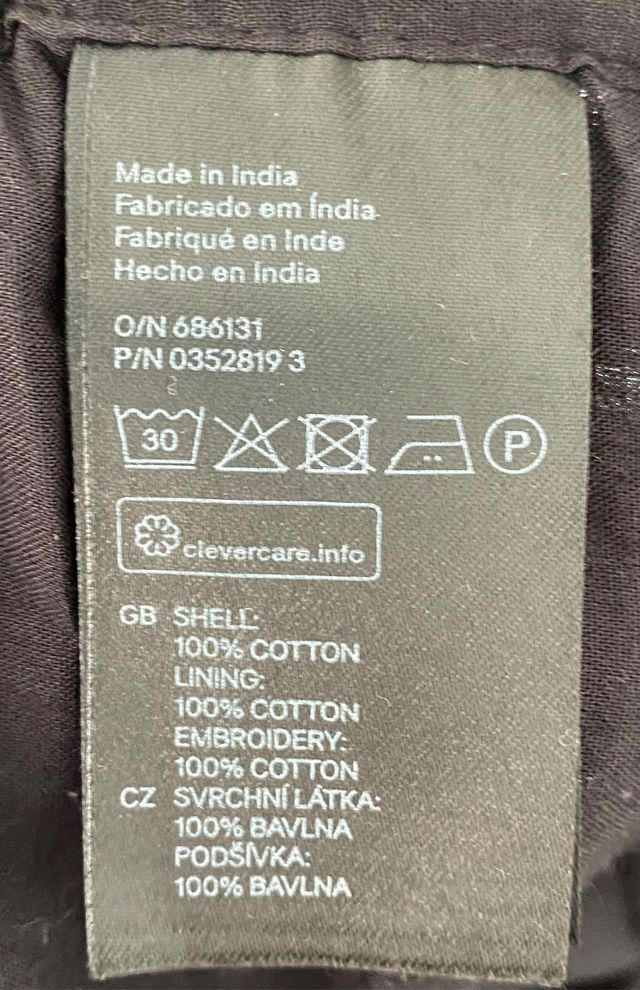 Made in India
Fabricado em Índia
Fabriqué en Inde
Hecho en India
O/N 686131
P/N 0352819 3
30 P
clevercare.info
GB SHELL:
100% COTTON
LINING:
100% COTTON
EMBROIDERY:
100% COTTON
CZ SVRCHNÍ LÁTKA:
100% BAVLNA
PODŠÍVKA:
100% BAVLNA